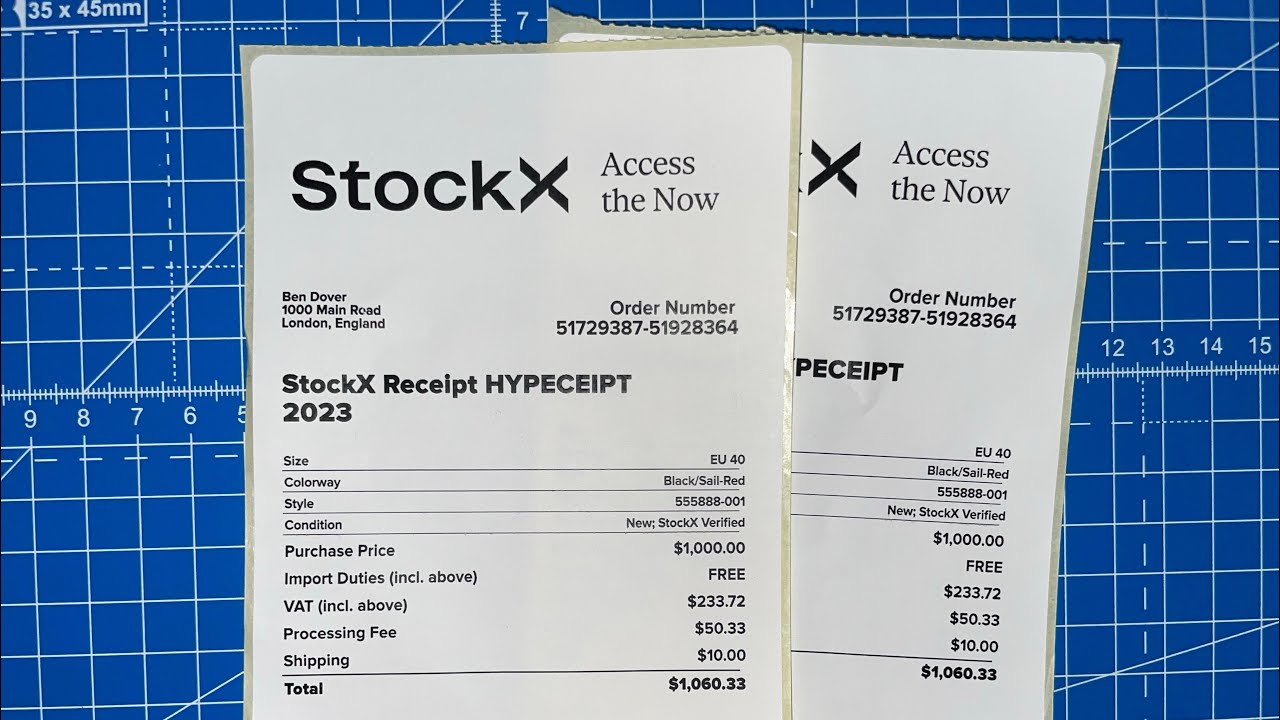 35 x 45mm
7
StockX Access
the Now
X Access
the Now
Ben Dover
1000 Main Road
London, England
Order Number
51729387-51928364
StockX Receipt HYPECEIPT
2023
Size EU 40
Colorway Black/Sail-Red
Style 555888-001
Condition New; StockX Verified
Purchase Price $1,000.00
Import Duties (incl. above) FREE
VAT (incl. above) $233.72
Processing Fee $50.33
Shipping $10.00
Total $1,060.33
Order Number
51729387-51928364
YPECEIPT
EU 40
Black/Sail-Red
555888-001
New; StockX Verified
$1,000.00
FREE
$233.72
$50.33
$10.00
$1,060.33
9 8 7 6 5
12 13 14 15